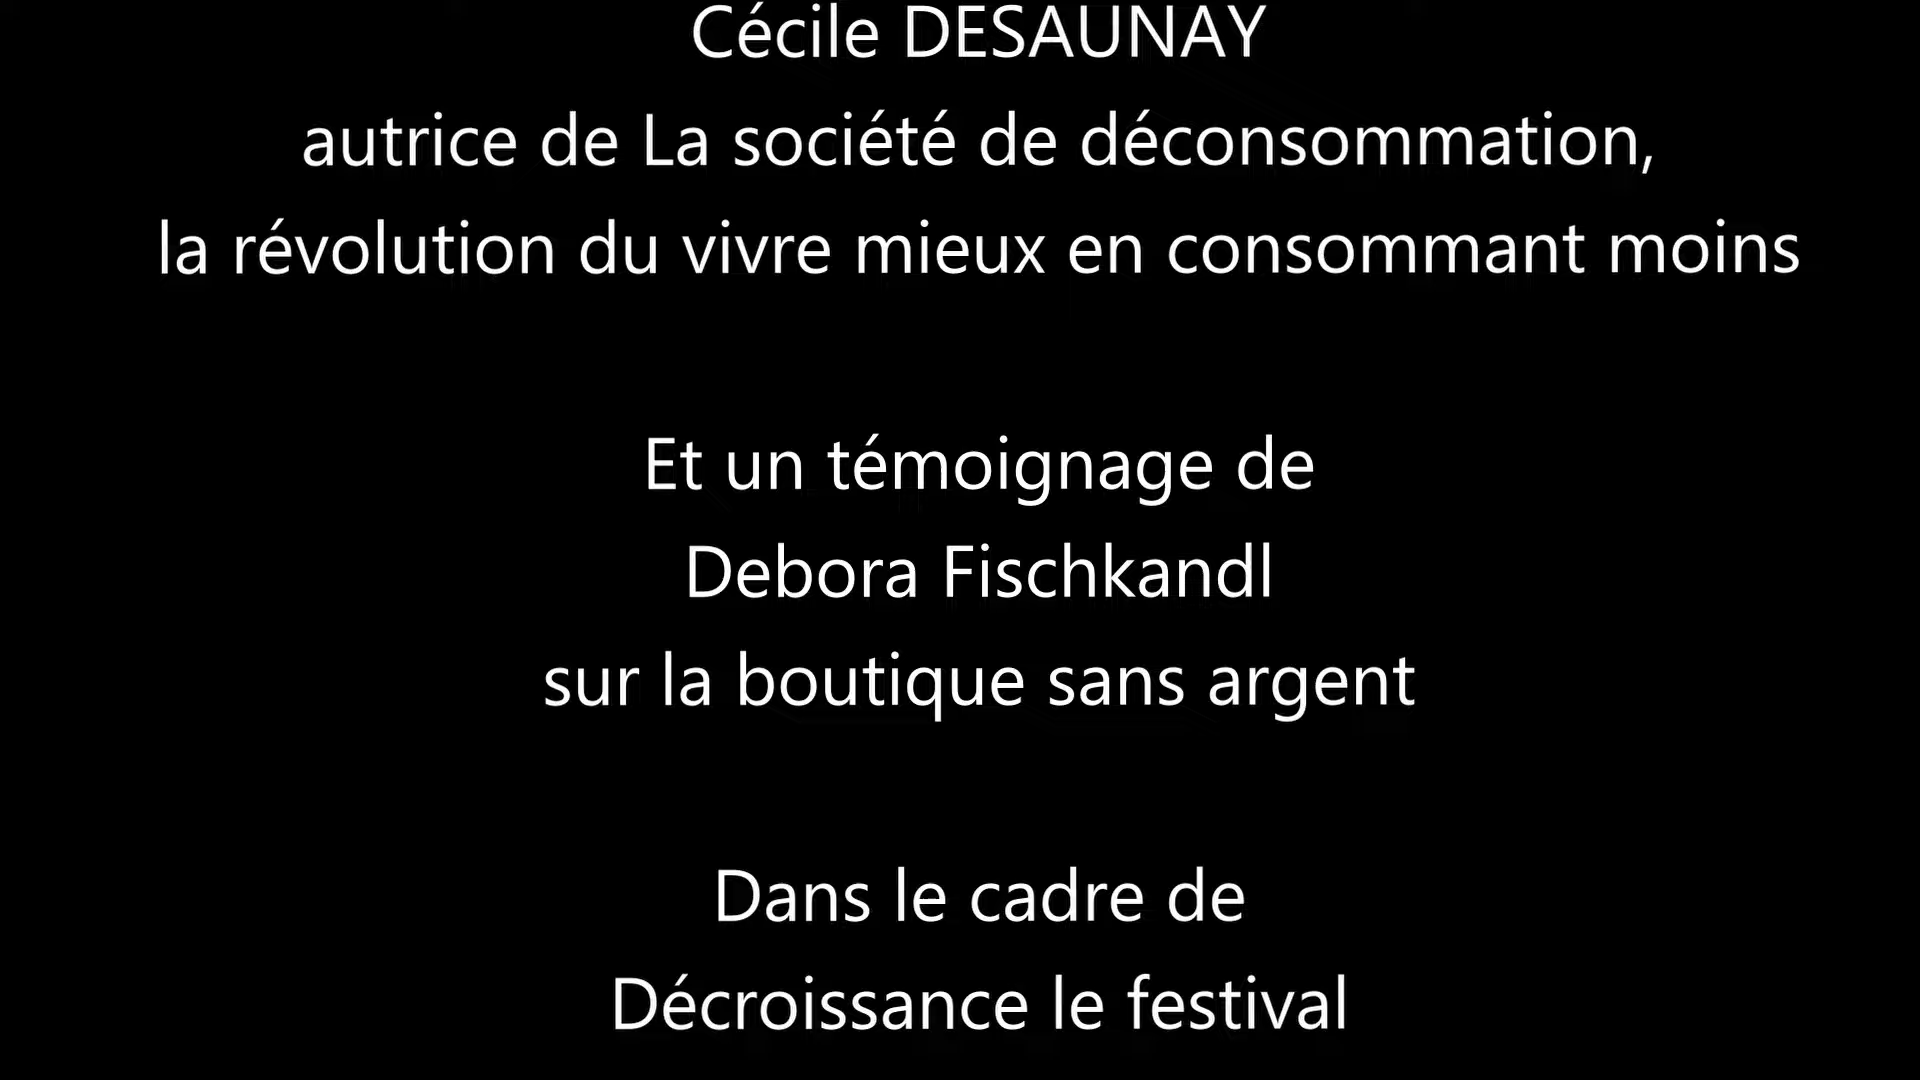 Cécile DESAUNAY
autrice de La société de déconsommation,
la révolution du vivre mieux en consommant moins
Et un témoignage de
Debora Fischkandl
sur la boutique sans argent
Dans le cadre de
Décroissance le festival